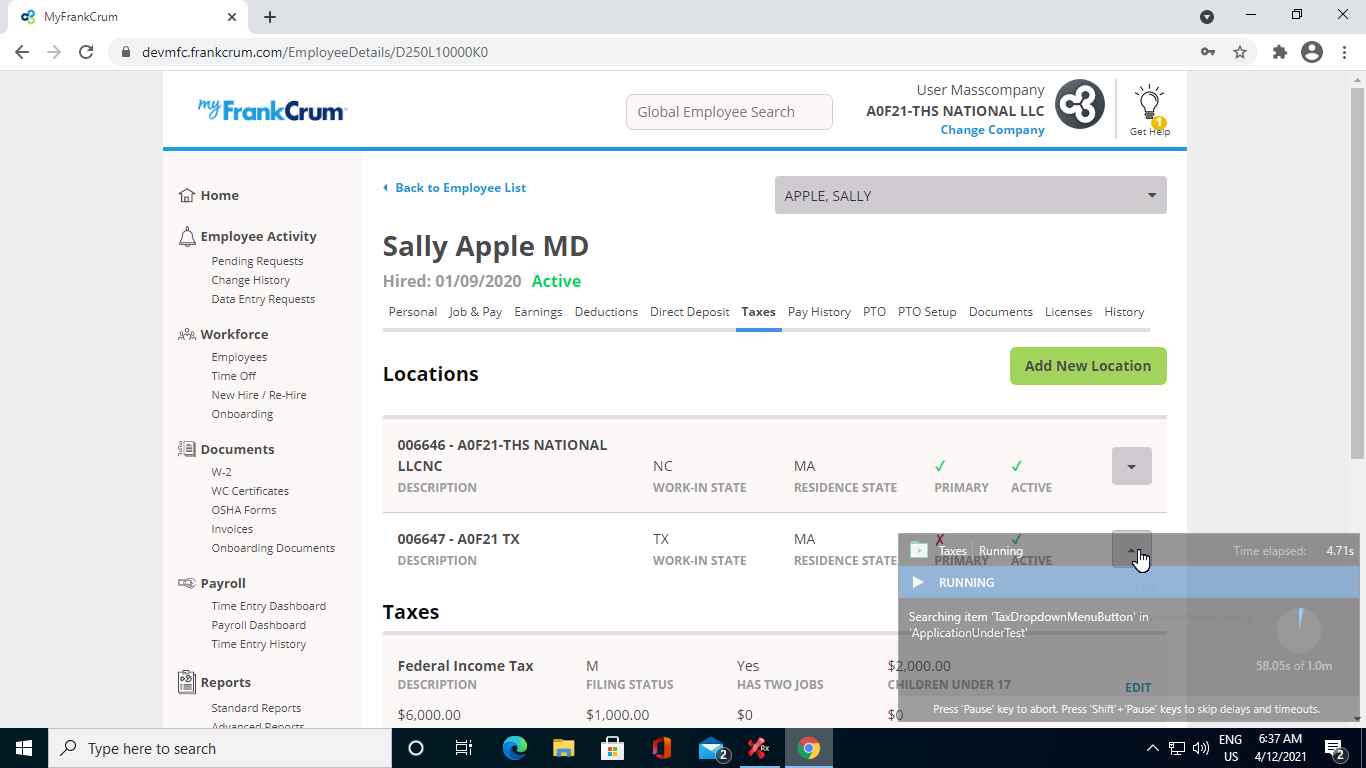 MyFrankCrum
devmfc.frankcrum.com/EmployeeDetails/D250L10000K0
my FrankCrum
Global Employee Search
User Masscompany
A0F21-THS NATIONAL LLC
Change Company
1
Get Help
Home
Employee Activity
Pending Requests
Change History
Data Entry Requests
Workforce
Employees
Time Off
New Hire / Re-Hire
Onboarding
Documents
W-2
WC Certificates
OSHA Forms
Invoices
Onboarding Documents
Payroll
Time Entry Dashboard
Payroll Dashboard
Time Entry History
Reports
Standard Reports
Advanced Reports
Back to Employee List
APPLE, SALLY
Sally Apple MD
Hired: 01/09/2020 Active
Personal Job & Pay Earnings Deductions Direct Deposit Taxes Pay History PTO PTO Setup Documents Licenses History
Locations
Add New Location
006646 - A0F21-THS NATIONAL
LLCNC NC MA ✓ ✓
DESCRIPTION WORK-IN STATE RESIDENCE STATE PRIMARY ACTIVE
006647 - A0F21 TX TX MA X ✓
DESCRIPTION WORK-IN STATE RESIDENCE STATE PRIMARY ACTIVE
Taxes
Federal Income Tax M Yes $2,000.00
DESCRIPTION FILING STATUS HAS TWO JOBS CHILDREN UNDER 17
EDIT
$6,000.00 $1,000.00 $0 $0
Taxes Running Time elapsed: 4.71s
RUNNING
Searching item 'TaxDropdownMenuButton' in
'ApplicationUnderTest'
58.05s of 1.0m
Press 'Pause' key to abort. Press 'Shift'+'Pause' keys to skip delays and timeouts.
Type here to search
2
Rx
ENG
US
6:37 AM
4/12/2021
2